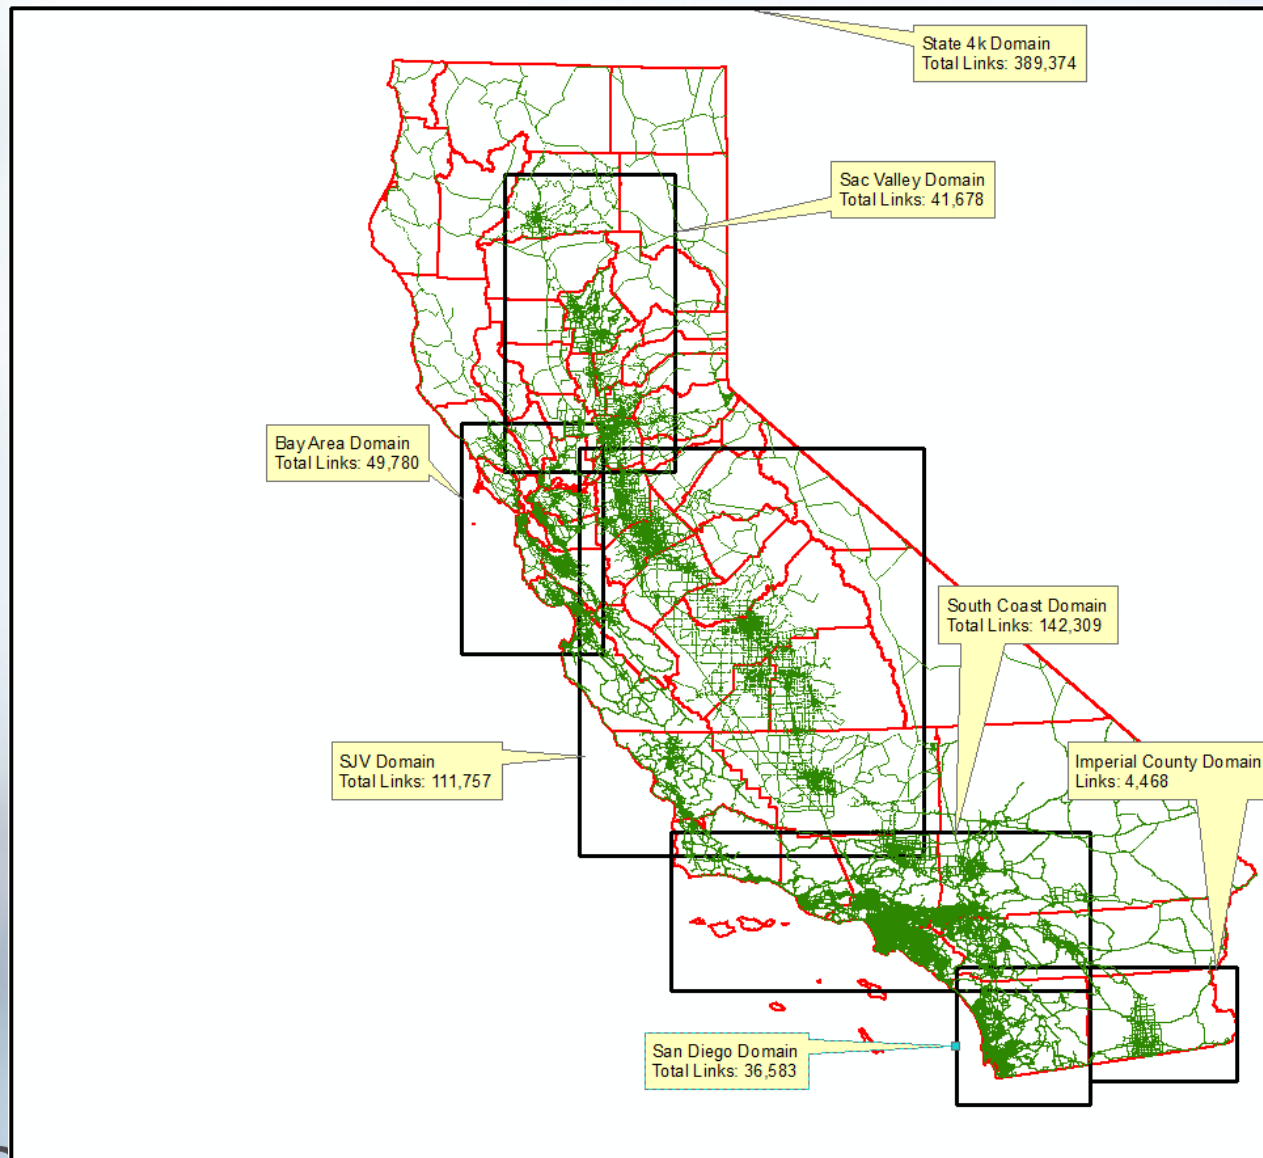 State 4k Domain
Total Links: 389,374
Sac Valley Domain
Total Links: 41,678
Bay Area Domain
Total Links: 49,780
South Coast Domain
Total Links: 142,309
SJV Domain
Total Links: 111,757
Imperial County Domain
Links: 4,468
San Diego Domain
Total Links: 36,583